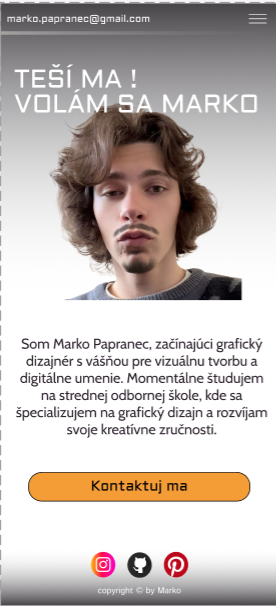 marko.papranec@gmail.com
TEŠÍ MA !
VOLÁM SA MARKO
Som Marko Papranec, začínajúci grafický
dizajnér s vášňou pre vizuálnu tvorbu a
digitálne umenie. Momentálne študujem
na strednej odbornej škole, kde sa
špecializujem na grafický dizajn a rozvíjam
svoje kreatívne zručnosti.
Kontaktuj ma
copyright © by Marko